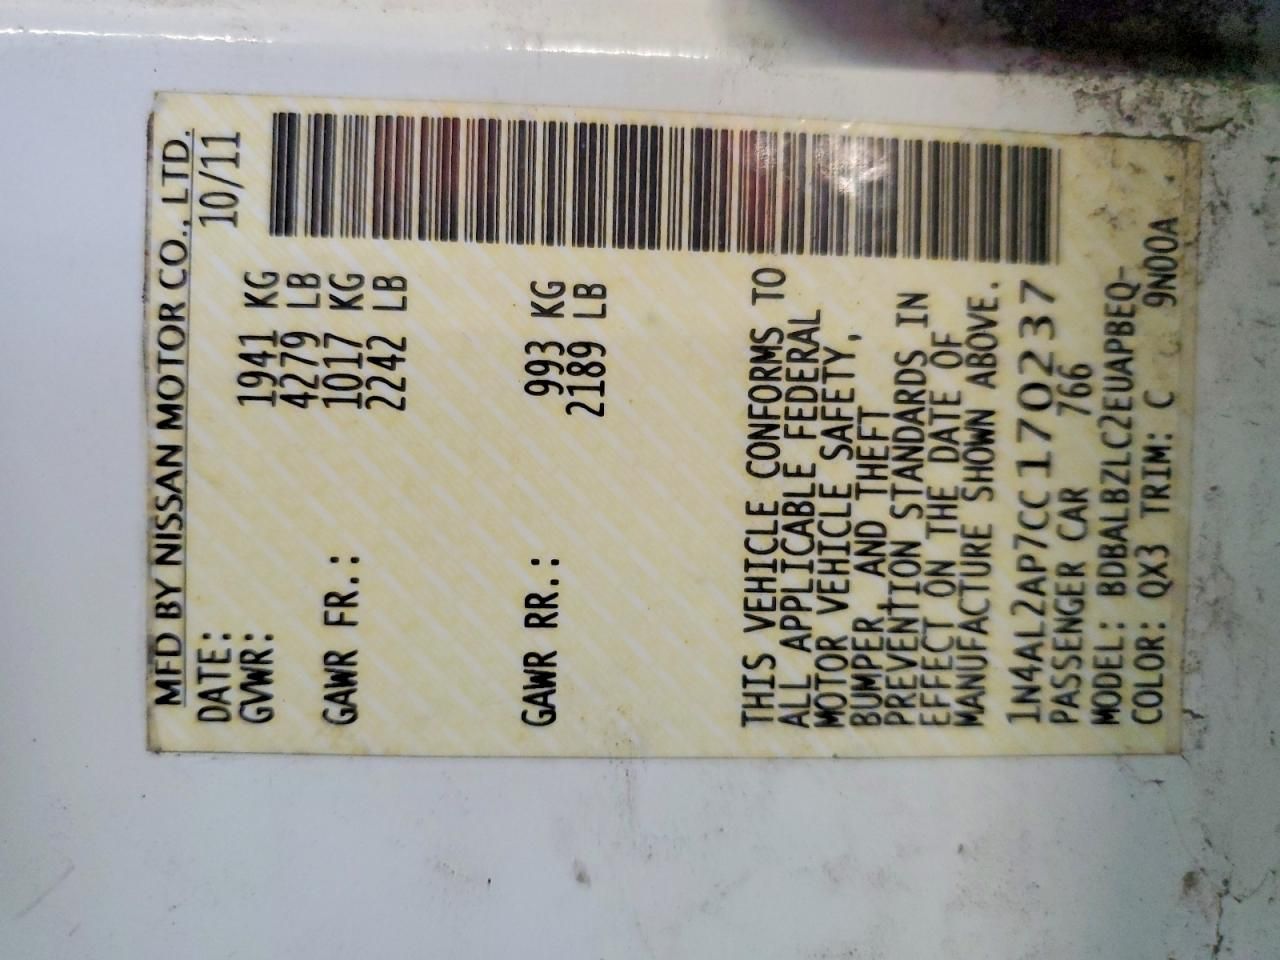 MFD BY NISSAN MOTOR CO., LTD.
DATE: 10/11
GVWR: 1941 KG
4279 LB
GAWR FR.: 1017 KG
2242 LB
GAWR RR.: 993 KG
2189 LB
THIS VEHICLE CONFORMS TO
ALL APPLICABLE FEDERAL
MOTOR VEHICLE SAFETY,
BUMPER AND THEFT
PREVENTION STANDARDS IN
EFFECT ON THE DATE OF
MANUFACTURE SHOWN ABOVE.
1N4AL2AP7CC170237
PASSENGER CAR 766
MODEL: BDBALBZLC2EUAPBEQ-
COLOR: QX3 TRIM: C 9N00A